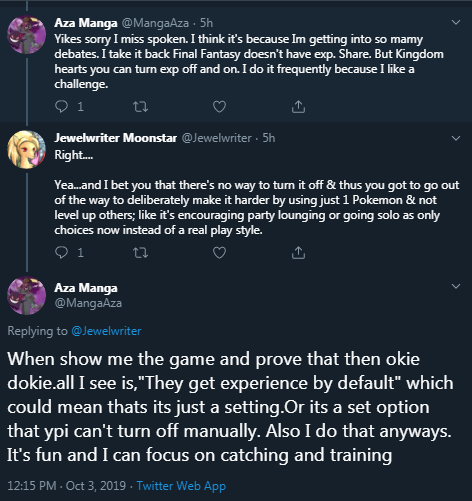 Aza Manga @MangaAza · 5h
Yikes sorry I miss spoken. I think it's because Im getting into so mamy
debates. I take it back Final Fantasy doesn't have exp. Share. But Kingdom
hearts you can turn exp off and on. I do it frequently because I like a
challenge.
1
Jewelwriter Moonstar @Jewelwriter · 5h
Right....
Yea...and I bet you that there's no way to turn it off & thus you got to go out
of the way to deliberately make it harder by using just 1 Pokemon & not
level up others; like it's encouraging party lounging or going solo as only
choices now instead of a real play style.
1
Aza Manga
@MangaAza
Replying to @Jewelwriter
When show me the game and prove that then okie
dokie.all I see is,"They get experience by default" which
could mean thats its just a setting.Or its a set option
that ypi can't turn off manually. Also I do that anyways.
It's fun and I can focus on catching and training
12:15 PM · Oct 3, 2019 · Twitter Web App